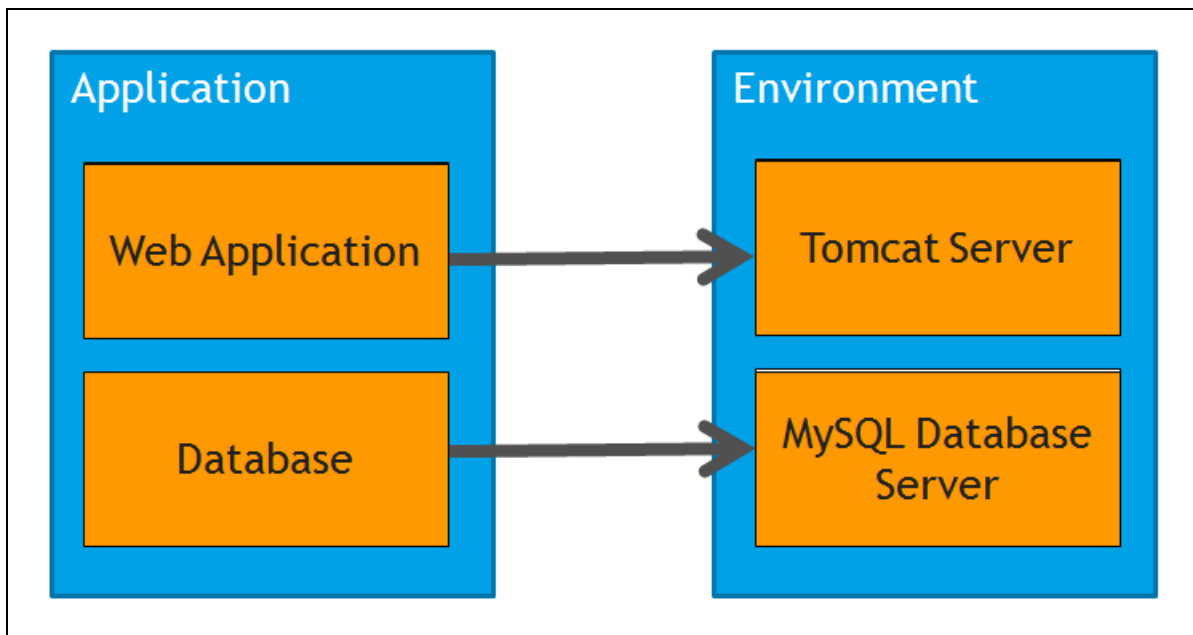 Application
Web Application
Database
Environment
Tomcat Server
MySQL Database
Server